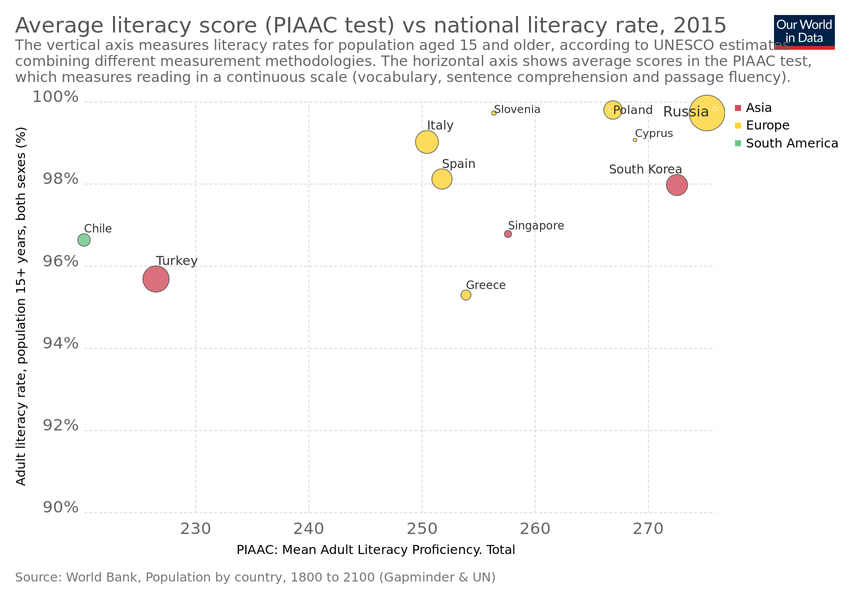 Average literacy score (PIAAC test) vs national literacy rate, 2015
Our World
in Data
The vertical axis measures literacy rates for population aged 15 and older, according to UNESCO estimates,
combining different measurement methodologies. The horizontal axis shows average scores in the PIAAC test,
which measures reading in a continuous scale (vocabulary, sentence comprehension and passage fluency).
100%
98%
96%
94%
92%
90%
Adult literacy rate, population 15+ years, both sexes (%)
Slovenia
Poland
Russia
Italy
Cyprus
Spain
South Korea
Chile
Singapore
Turkey
Greece
Asia
Europe
South America
230
240
250
260
270
PIAAC: Mean Adult Literacy Proficiency. Total
Source: World Bank, Population by country, 1800 to 2100 (Gapminder & UN)